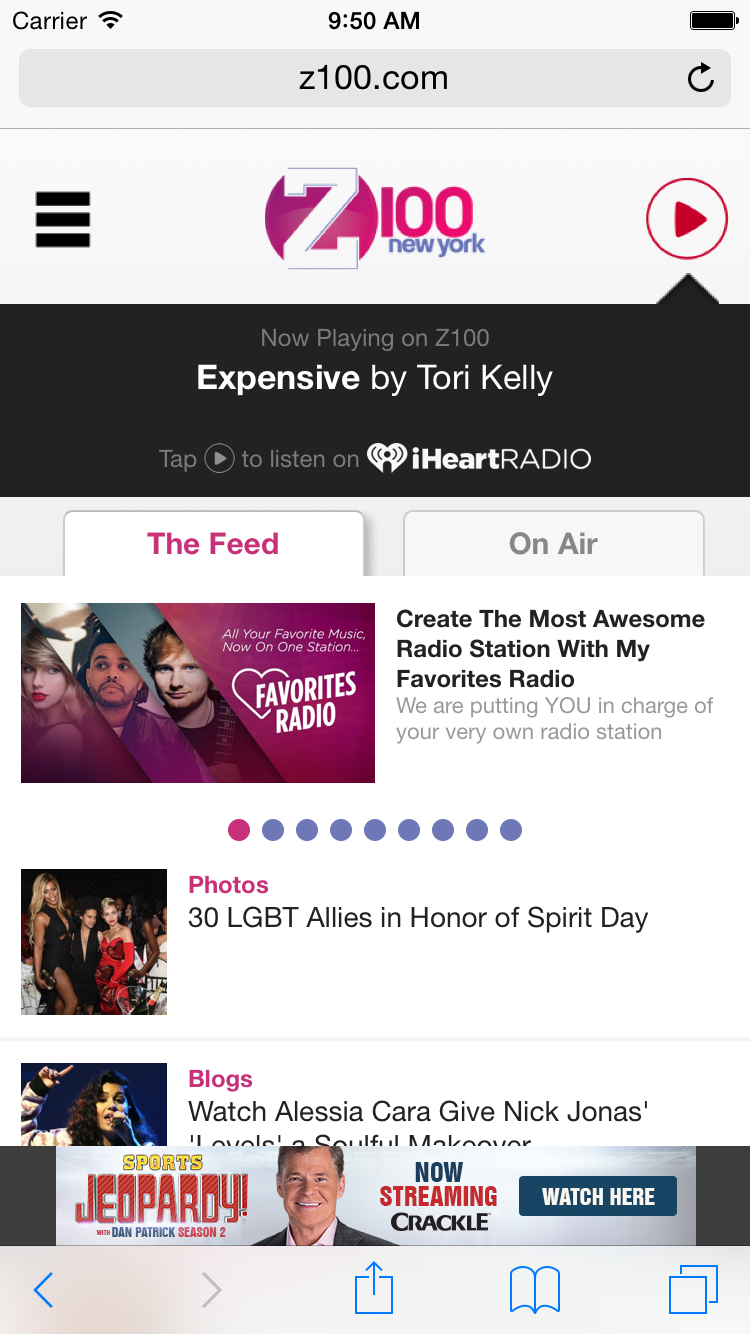 Carrier 9:50 AM
z100.com
Z100
new york
Now Playing on Z100
Expensive by Tori Kelly
Tap to listen on iHeartRADIO
The Feed On Air
All Your Favorite Music,
Now On One Station...
FAVORITES
RADIO
Create The Most Awesome
Radio Station With My
Favorites Radio
We are putting YOU in charge of
your very own radio station
Photos
30 LGBT Allies in Honor of Spirit Day
Blogs
Watch Alessia Cara Give Nick Jonas'
'Levels' a Soulful Makeover
SPORTS
JEOPARDY!
WITH DAN PATRICK SEASON 2
NOW
STREAMING
CRACKLE
WATCH HERE